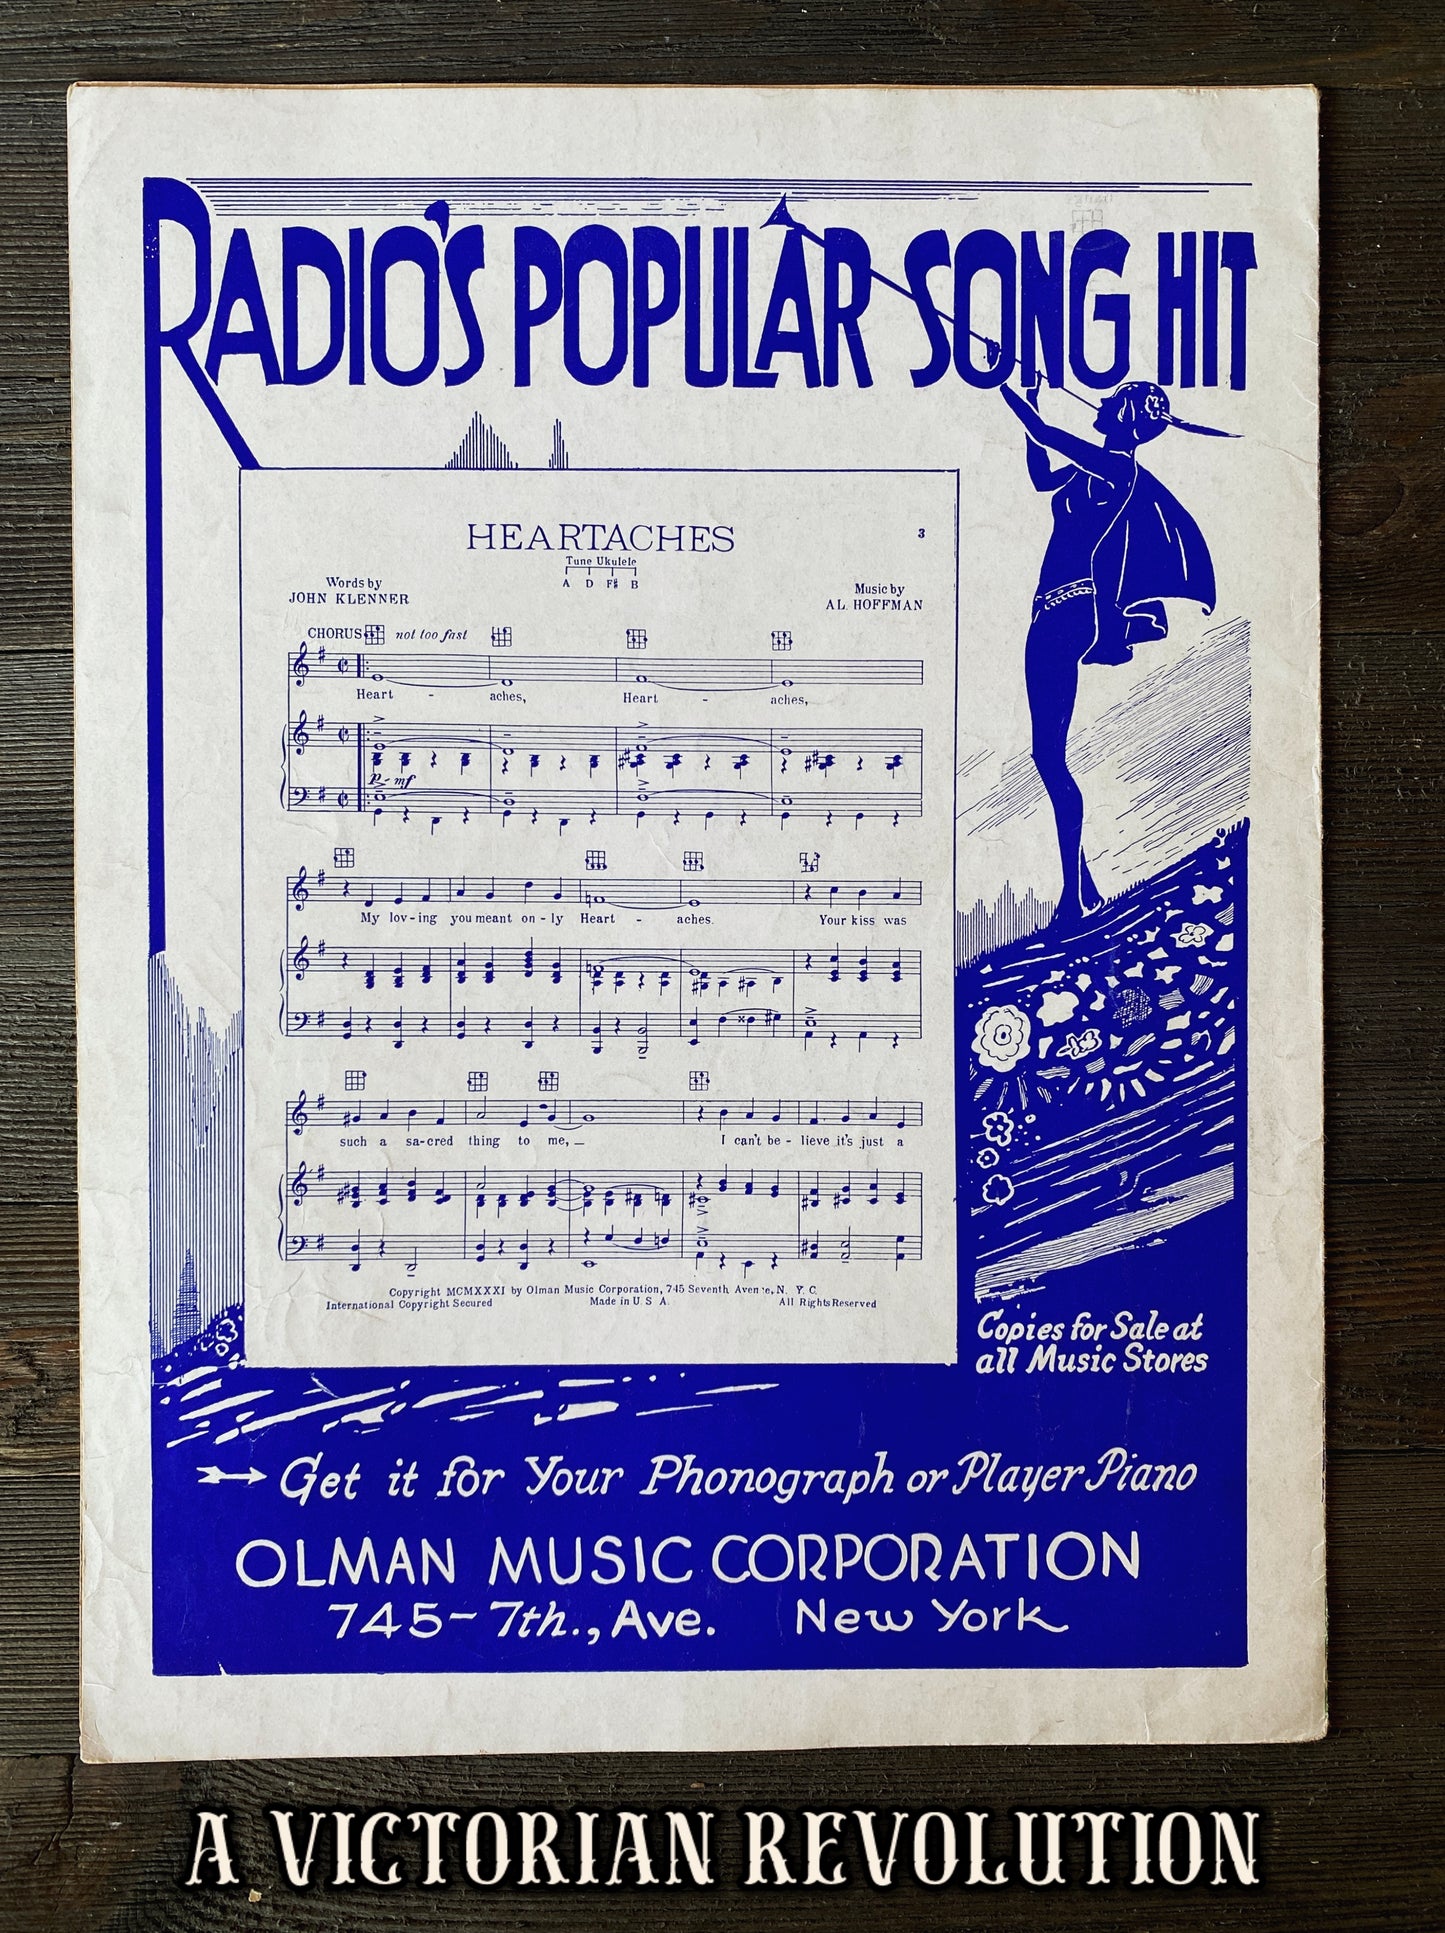 RADIO'S POPULAR SONG HIT
HEARTACHES
3
Tune Ukulele
A D F# B
Words by
JOHN KLENNER
Music by
AL. HOFFMAN
CHORUS not too fast
Heart - aches, Heart - aches,
p-mf
My lov-ing you meant on-ly Heart - aches. Your kiss was
such a sa-cred thing to me, I can't be - lieve it's just a
Copyright MCMXXXI by Olman Music Corporation, 745 Seventh Avenue, N. Y. C.
International Copyright Secured Made in U. S. A. All Rights Reserved
Copies for Sale at
all Music Stores
Get it for Your Phonograph or Player Piano
OLMAN MUSIC CORPORATION
745-7th., Ave. New York
A VICTORIAN REVOLUTION